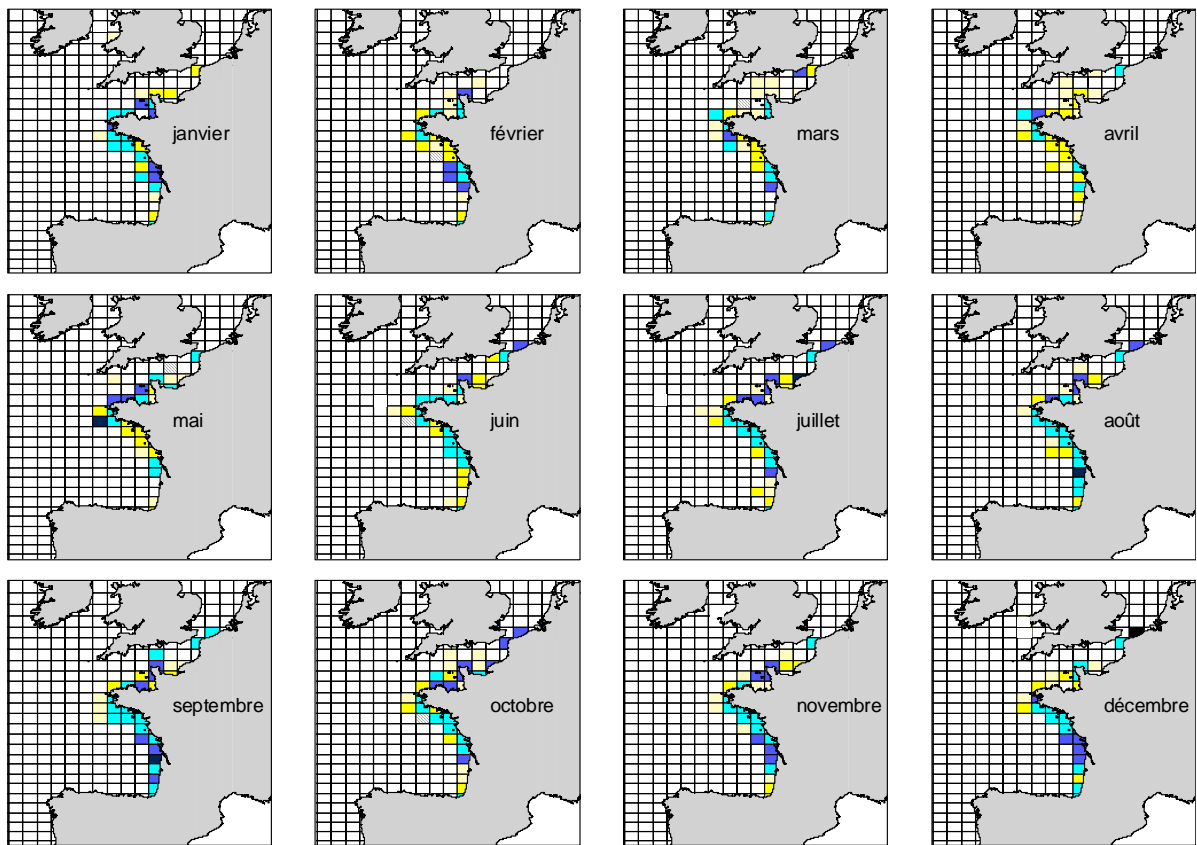 janvier
février
mars
avril
mai
juin
juillet
août
septembre
octobre
novembre
décembre